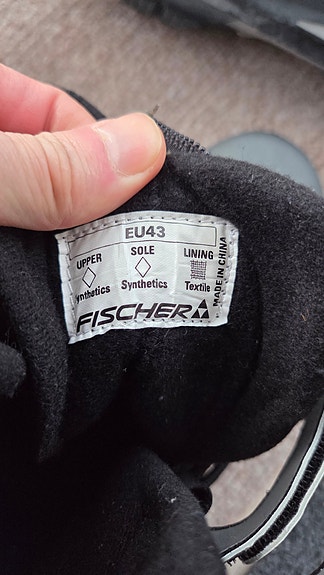 EU43
UPPER SOLE LINING
Synthetics Synthetics Textile
FISCHER
MADE IN CHINA